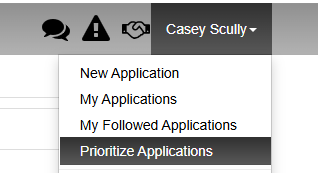 Casey Scully
New Application
My Applications
My Followed Applications
Prioritize Applications